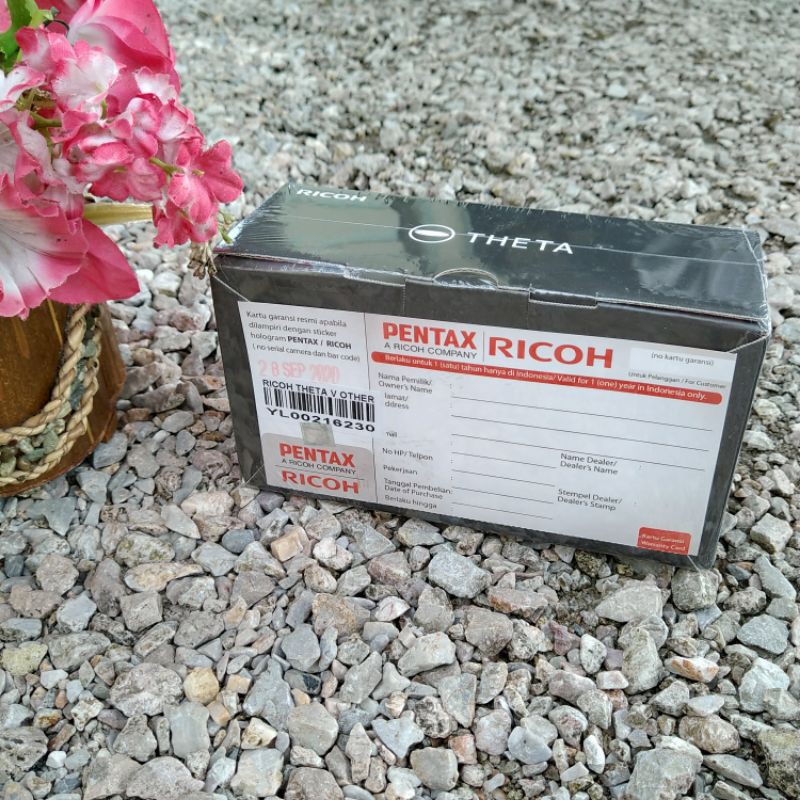 RICOH
THETA
Kartu garansi resmi apabila
dilampiri dengan sticker
hologram PENTAX / RICOH
( no serial camera dan bar code)
28 SEP 2020
RICOH THETA V OTHER
YL00216230
PENTAX
A RICOH COMPANY
RICOH
PENTAX
A RICOH COMPANY
RICOH
(no kartu garansi)
Untuk Pelanggan / For Customer
Berlaku untuk 1 (satu) tahun hanya di Indonesia/ Valid for 1 (one) year in Indonesia only.
Nama Pemilik/
Owner's Name
lamat/
ddress
No HP/ Telpon
Pekerjaan
Tanggal Pembelian/
Date of Purchase
Berlaku hingga
Name Dealer/
Dealer's Name
Stempel Dealer/
Dealer's Stamp
Kartu Garansi
Warranty Card